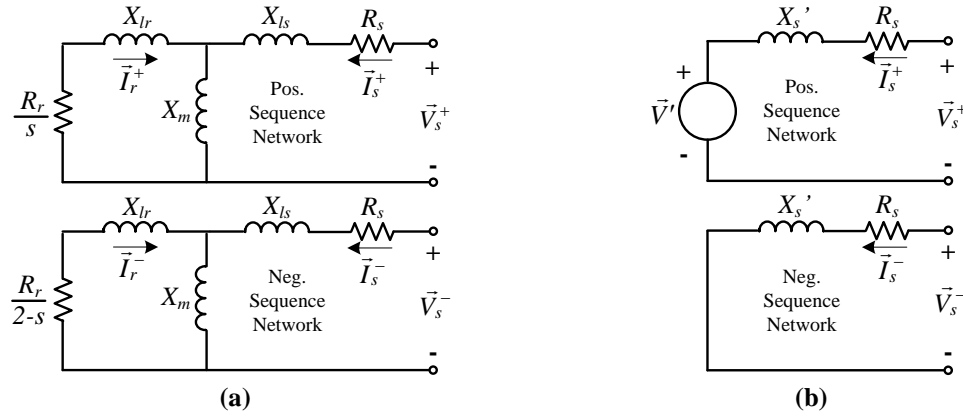 X_lr X_ls R_s
I_r^+ I_s^+ +
R_r/s X_m Pos. Sequence Network V_s^+
-
X_lr X_ls R_s
I_r^- I_s^- +
R_r/2-s X_m Neg. Sequence Network V_s^-
-
(a)
X_s' R_s
+ I_s^+ +
V' Pos. Sequence Network V_s^+
- -
X_s' R_s
I_s^- +
Neg. Sequence Network V_s^-
-
(b)